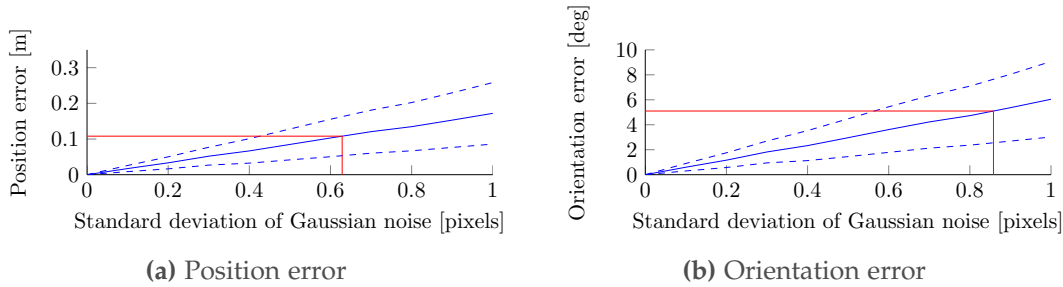 Position error [m]
0.3
0.2
0.1
0
0 0.2 0.4 0.6 0.8 1
Standard deviation of Gaussian noise [pixels]
(a) Position error
Orientation error [deg]
10
8
6
4
2
0
0 0.2 0.4 0.6 0.8 1
Standard deviation of Gaussian noise [pixels]
(b) Orientation error